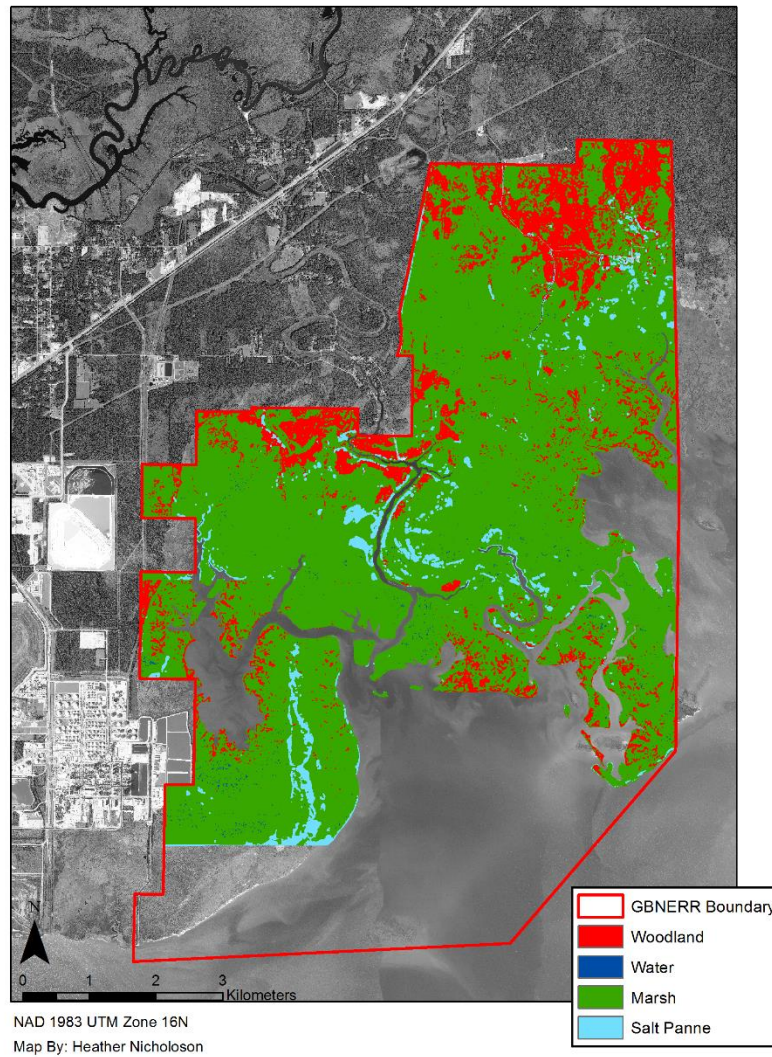 N
0 1 2 3
Kilometers
GBNERR Boundary
Woodland
Water
Marsh
Salt Panne
NAD 1983 UTM Zone 16N
Map By: Heather Nicholoson